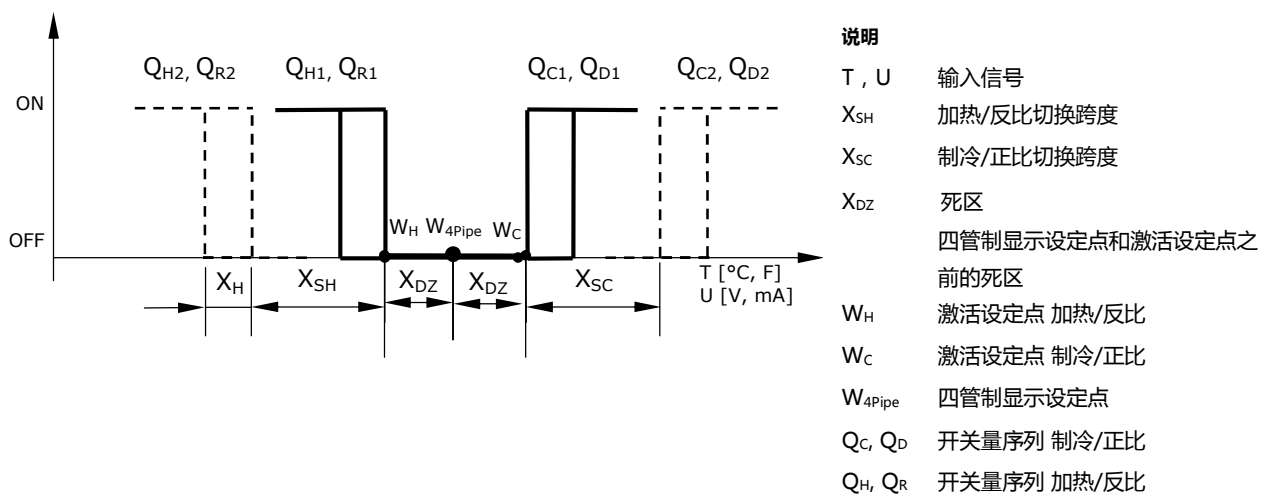 QH2, QR2
QH1, QR1
QC1, QD1
QC2, QD2
ON
OFF
WH W4Pipe WC
XH
XSH
XDZ
XDZ
XSC
T [°C, F]
U [V, mA]
说明
T , U 输入信号
XSH 加热/反比切换跨度
XSC 制冷/正比切换跨度
XDZ 死区
四管制显示设定点和激活设定点之
前的死区
WH 激活设定点 加热/反比
WC 激活设定点 制冷/正比
W4Pipe 四管制显示设定点
QC, QD 开关量序列 制冷/正比
QH, QR 开关量序列 加热/反比